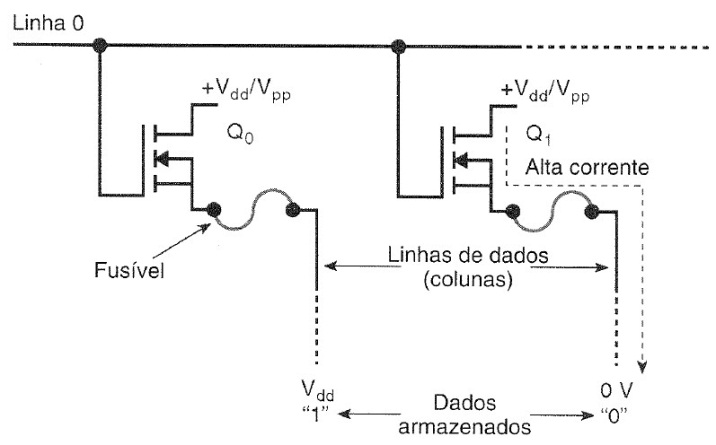 Linha 0
+Vdd/Vpp
+Vdd/Vpp
Q0
Q1
Alta corrente
Fusível
Linhas de dados
(colunas)
Vdd
"1"
Dados
armazenados
0 V
"0"